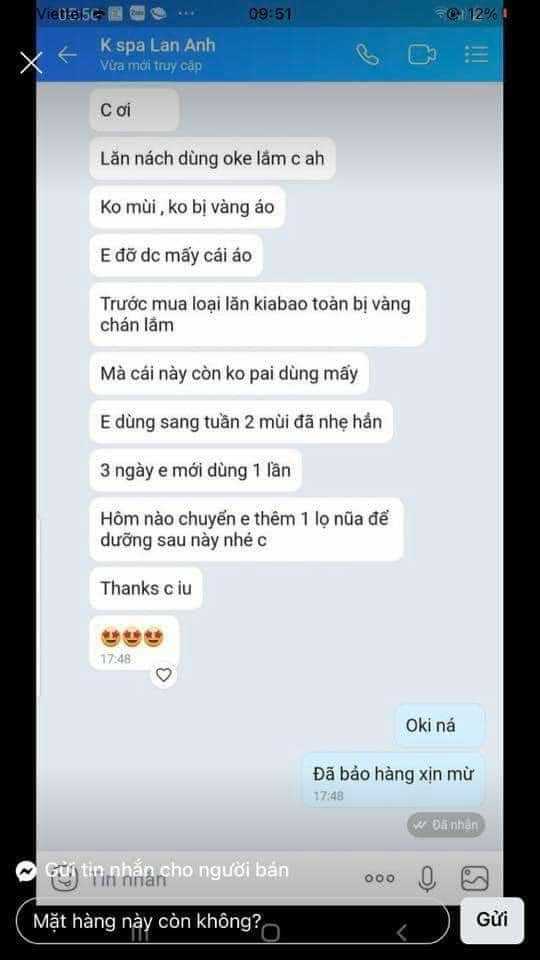 Viettel
09:51
12%
K spa Lan Anh
Vừa mới truy cập
C ơi
Lăn nách dùng oke lắm c ah
Ko mùi , ko bị vàng áo
E đỡ dc mấy cái áo
Trước mua loại lăn kiabao toàn bị vàng
chán lắm
Mà cái này còn ko pai dùng mấy
E dùng sang tuần 2 mùi đã nhẹ hẳn
3 ngày e mới dùng 1 lần
Hôm nào chuyển e thêm 1 lọ nữa để
dưỡng sau này nhé c
Thanks c iu
17:48
Oki ná
Đã bảo hàng xịn mừ
17:48
Đã nhận
Gửi tin nhắn cho người bán
Tin nhắn
Mặt hàng này còn không?
Gửi